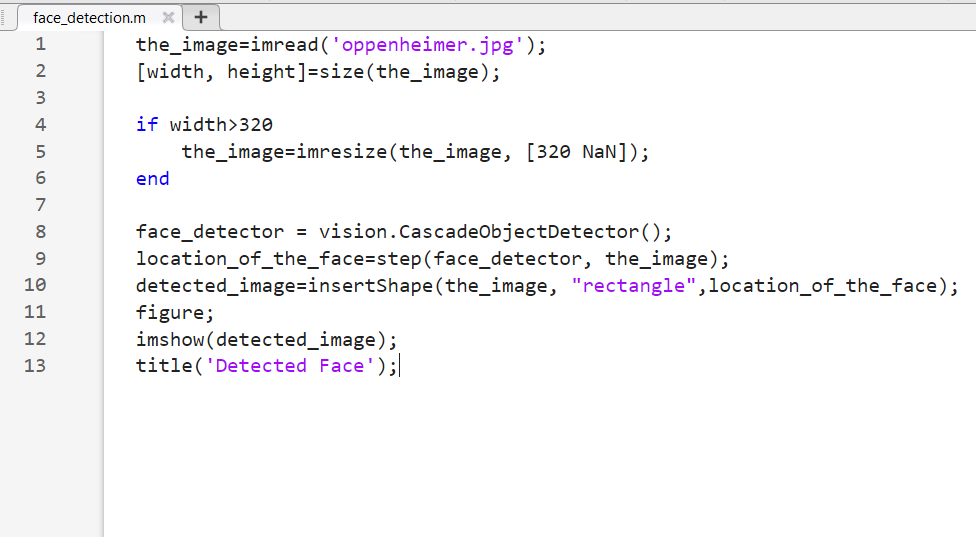 face_detection.m
1 the_image=imread('oppenheimer.jpg');
2 [width, height]=size(the_image);
3
4 if width>320
5 the_image=imresize(the_image, [320 NaN]);
6 end
7
8 face_detector = vision.CascadeObjectDetector();
9 location_of_the_face=step(face_detector, the_image);
10 detected_image=insertShape(the_image, "rectangle",location_of_the_face);
11 figure;
12 imshow(detected_image);
13 title('Detected Face');